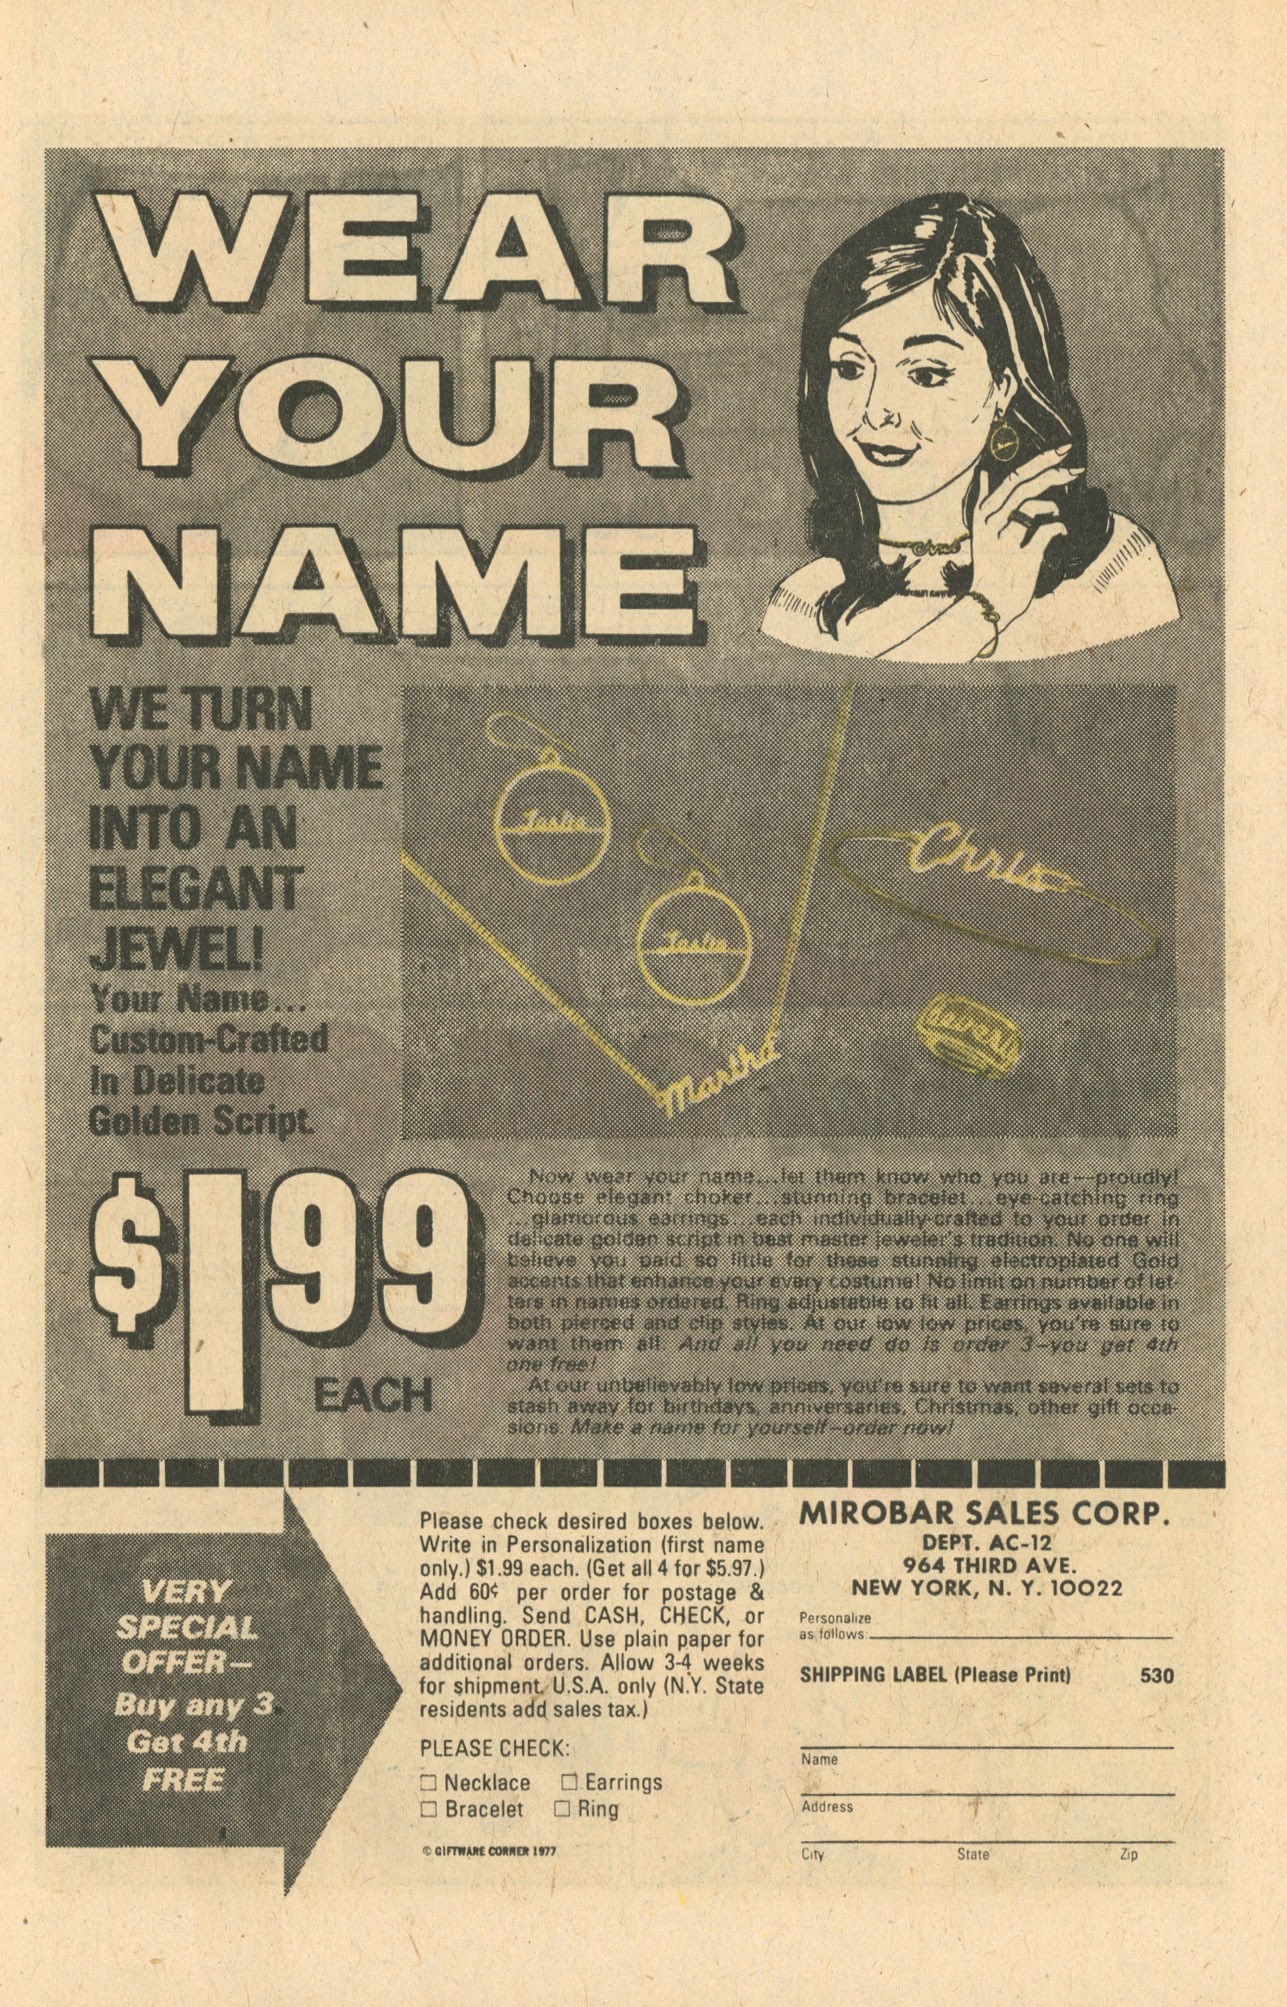 WEAR
YOUR
NAME
WE TURN
YOUR NAME
INTO AN
ELEGANT
JEWEL!
Your Name...
Custom-Crafted
In Delicate
Golden Script.
Chris
Martha
$1.99
EACH
Now wear your name...let them know who you are—proudly!
Choose elegant choker...stunning bracelet...eye-catching ring
...glamorous earrings...each individually-crafted to your order in
delicate golden script in best master jeweler's tradition. No one will
believe you paid so little for these stunning electroplated Gold
accents that enhance your every costume! No limit on number of let-
ters in names ordered. Ring adjustable to fit all. Earrings available in
both pierced and clip styles. At our low low prices, you're sure to
want them all. And all you need do is order 3—you get 4th
one free!
At our unbelievably low prices, you're sure to want several sets to
stash away for birthdays, anniversaries, Christmas, other gift occa-
sions. Make a name for yourself—order now!
VERY
SPECIAL
OFFER—
Buy any 3
Get 4th
FREE
Please check desired boxes below.
Write in Personalization (first name
only.) $1.99 each. (Get all 4 for $5.97.)
Add 60¢ per order for postage &
handling. Send CASH, CHECK, or
MONEY ORDER. Use plain paper for
additional orders. Allow 3-4 weeks
for shipment. U.S.A. only (N.Y. State
residents add sales tax.)
PLEASE CHECK:
☐ Necklace ☐ Earrings
☐ Bracelet ☐ Ring
© GIFTWARE CORNER 1977
MIROBAR SALES CORP.
DEPT. AC-12
964 THIRD AVE.
NEW YORK, N. Y. 10022
Personalize
as follows:
SHIPPING LABEL (Please Print) 530
Name
Address
City State Zip